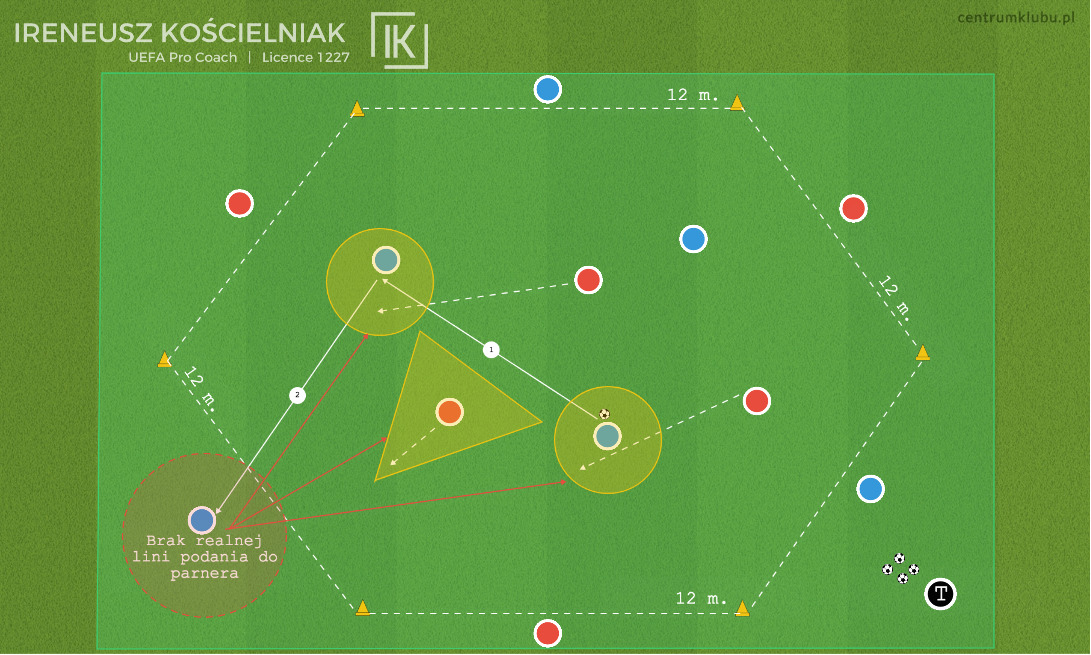 IRENEUSZ KOŚCIELNIAK
IK
UEFA Pro Coach | Licence 1227
centrumklubu.pl
12 m.
12 m.
1
12 m.
2
Brak realnej
lini podania do
parnera
12 m.
T